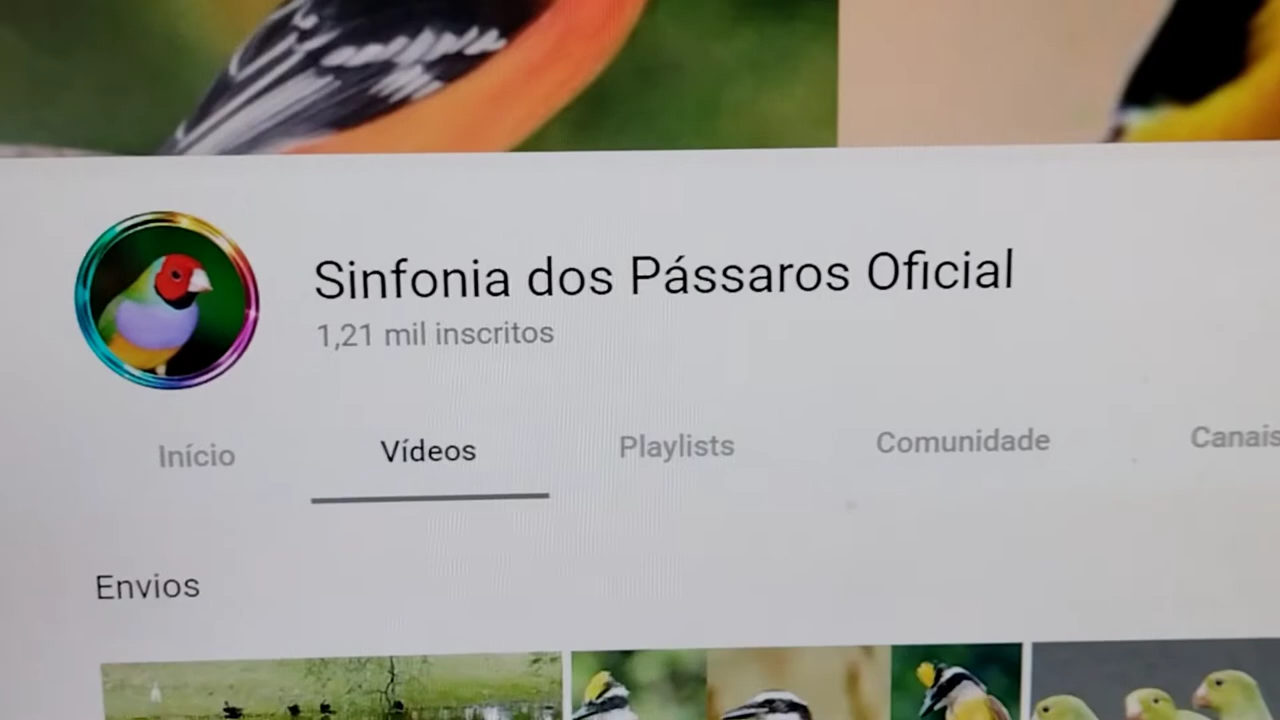 Sinfonia dos Pássaros Oficial
1,21 mil inscritos
Início Vídeos Playlists Comunidade Canais
Envios